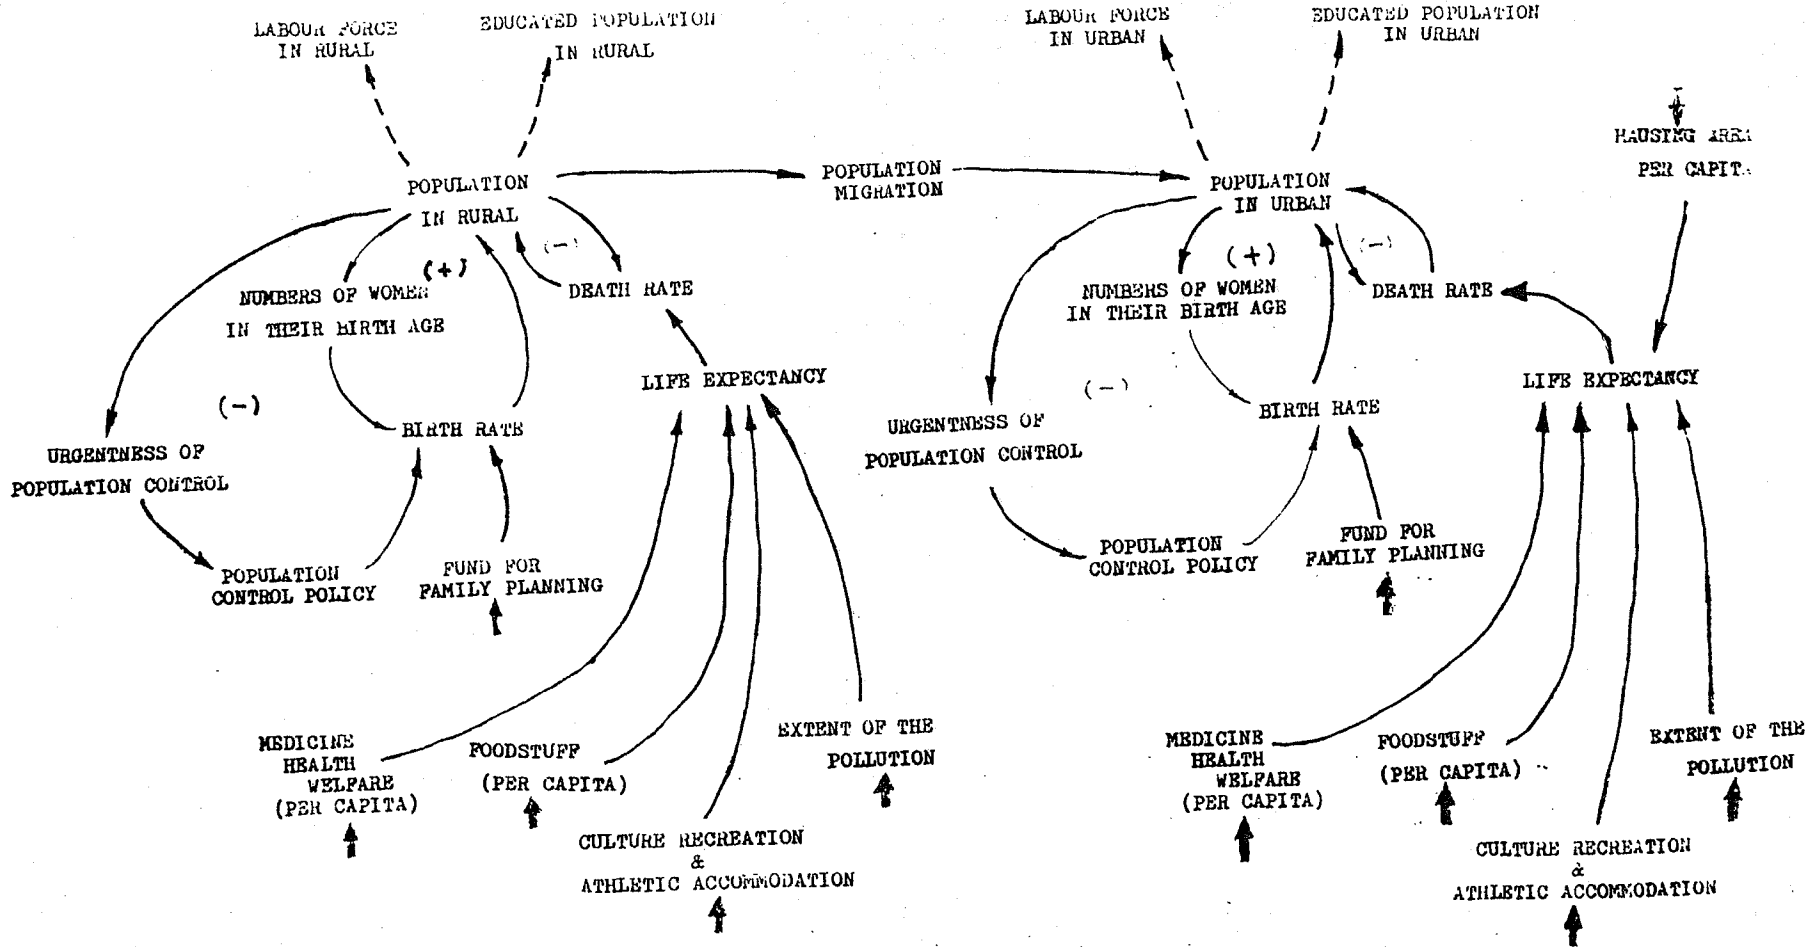 LABOUR FORCE
IN RURAL
EDUCATED POPULATION
IN RURAL
LABOUR FORCE
IN URBAN
EDUCATED POPULATION
IN URBAN
HAUSING AREA
PER CAPITA
POPULATION
IN RURAL
POPULATION
MIGRATION
POPULATION
IN URBAN
(-)
(+)
NUMBERS OF WOMEN
IN THEIR BIRTH AGE
DEATH RATE
(-)
(+)
NUMBERS OF WOMEN
IN THEIR BIRTH AGE
DEATH RATE
LIFE EXPECTANCY
LIFE EXPECTANCY
(-)
BIRTH RATE
(-)
BIRTH RATE
URGENTNESS OF
POPULATION CONTROL
URGENTNESS OF
POPULATION CONTROL
POPULATION
CONTROL POLICY
FUND FOR
FAMILY PLANNING
POPULATION
CONTROL POLICY
FUND FOR
FAMILY PLANNING
MEDICINE
HEALTH
WELFARE
(PER CAPITA)
FOODSTUFF
(PER CAPITA)
EXTENT OF THE
POLLUTION
CULTURE RECREATION
&
ATHLETIC ACCOMMODATION
MEDICINE
HEALTH
WELFARE
(PER CAPITA)
FOODSTUFF
(PER CAPITA)
EXTENT OF THE
POLLUTION
CULTURE RECREATION
&
ATHLETIC ACCOMMODATION